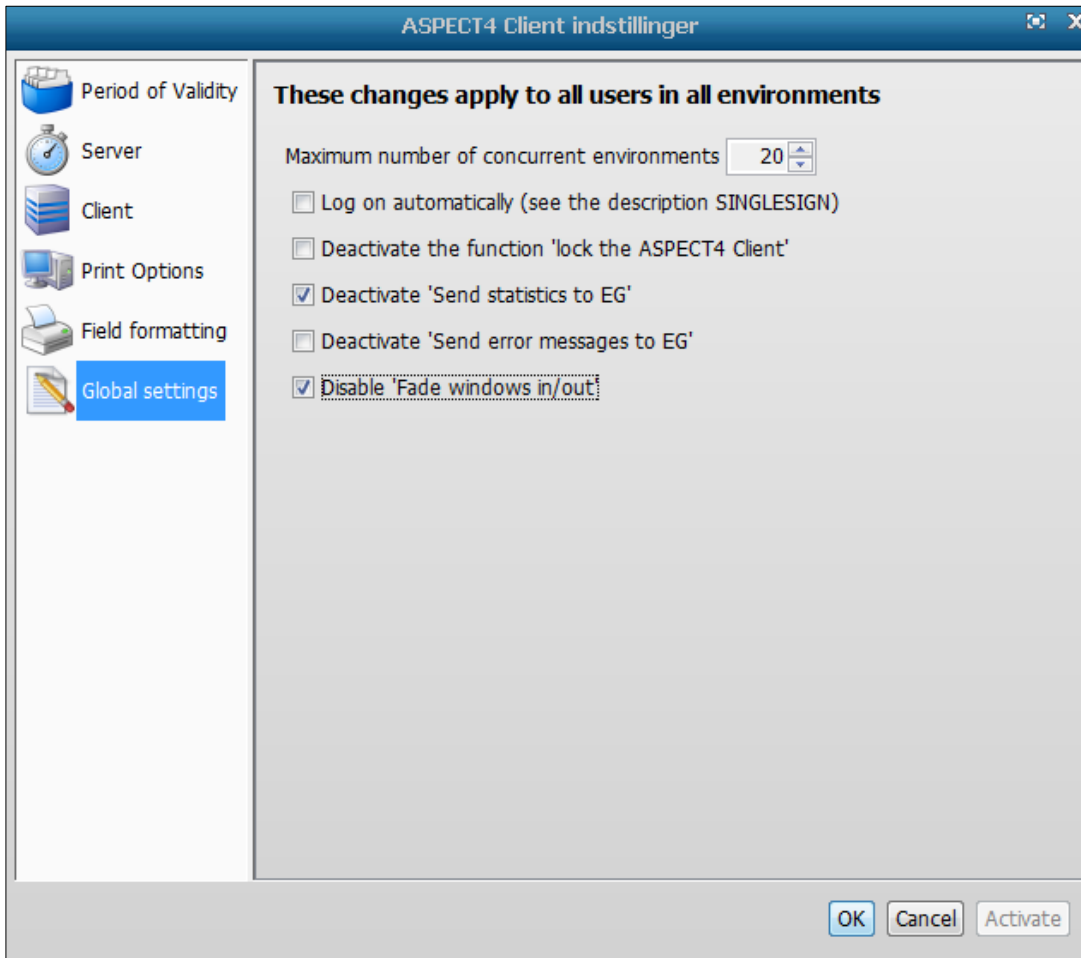 ASPECT4 Client indstillinger
Period of Validity
Server
Client
Print Options
Field formatting
Global settings
These changes apply to all users in all environments
Maximum number of concurrent environments 20
Log on automatically (see the description SINGLESIGN)
Deactivate the function 'lock the ASPECT4 Client'
Deactivate 'Send statistics to EG'
Deactivate 'Send error messages to EG'
Disable 'Fade windows in/out'
OK Cancel Activate